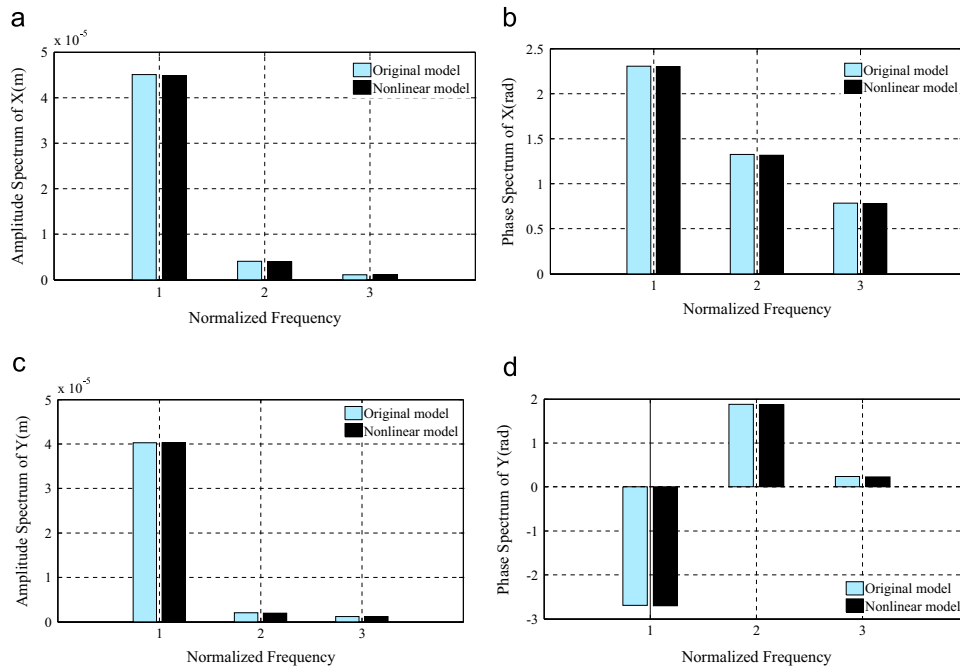 a
x 10⁻⁵
5
4
3
2
1
0
Amplitude Spectrum of X(m)
Original model
Nonlinear model
1 2 3
Normalized Frequency
b
2.5
2
1.5
1
0.5
0
Phase Spectrum of X(rad)
Original model
Nonlinear model
1 2 3
Normalized Frequency
c
x 10⁻⁵
5
4
3
2
1
0
Amplitude Spectrum of Y(m)
Original model
Nonlinear model
1 2 3
Normalized Frequency
d
2
1
0
-1
-2
-3
Phase Spectrum of Y(rad)
Original model
Nonlinear model
1 2 3
Normalized Frequency